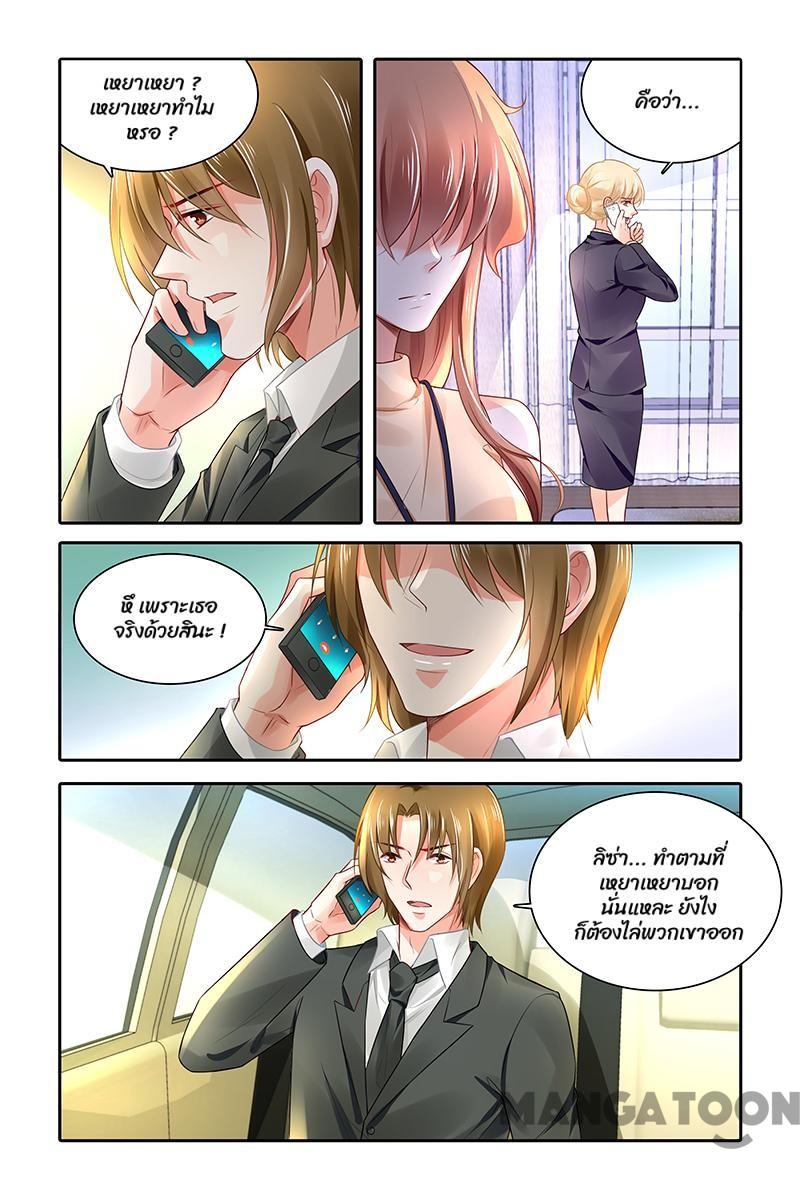 เหยาเหยา ?
เหยาเหยาทำไม
หรอ ?
คือว่า...
หึ เพราะเธอ
จริงด้วยสินะ !
ลิซ่า... ทำตามที่
เหยาเหยาบอก
นั่นแหละ ยังไง
ก็ต้องไล่พวกเขาออก
MANGATOON